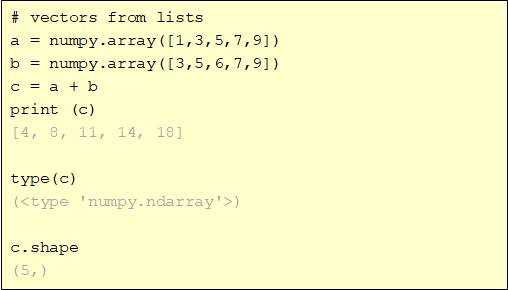 # vectors from lists
a = numpy.array([1,3,5,7,9])
b = numpy.array([3,5,6,7,9])
c = a + b
print (c)
[4, 8, 11, 14, 18]
type(c)
(<type 'numpy.ndarray'>)
c.shape
(5,)